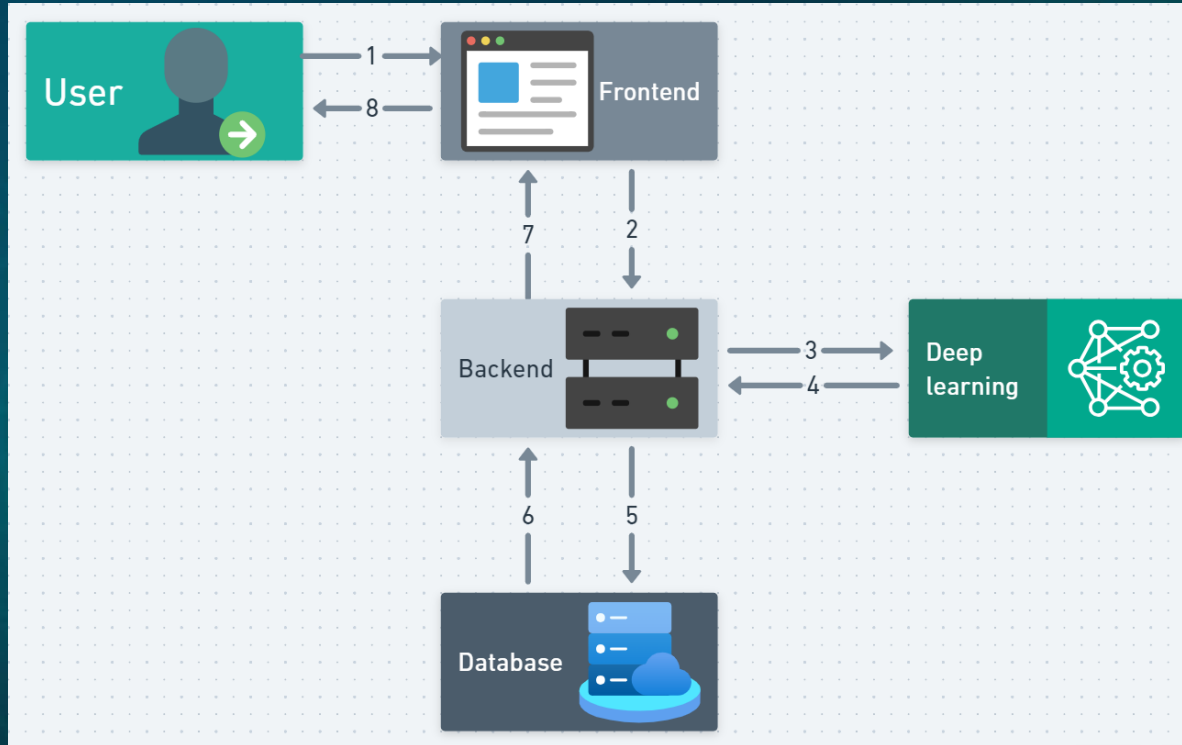 User
1
8
Frontend
7
2
Backend
3
4
Deep
learning
6
5
Database